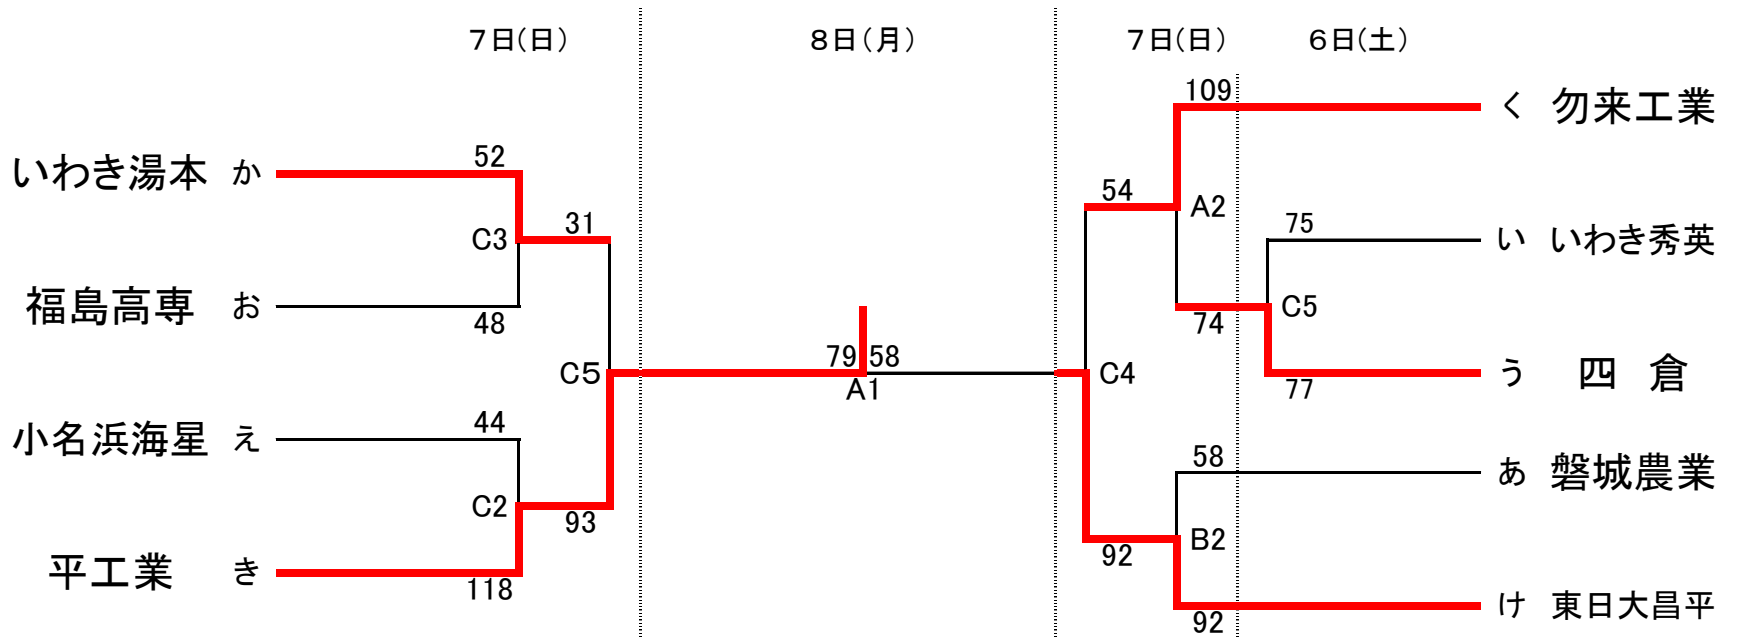 ７日(日)
８日(月)
７日(日)
６日(土)
109
く 勿来工業
52
いわき湯本 か
54
A2
31
75
C3
い いわき秀英
福島高専 お
48
74
C5
79 58
C5
A1
C4
う 四 倉
77
44
小名浜海星 え
58
あ 磐城農業
C2
93
B2
92
平工業 き
118
け 東日大昌平
92